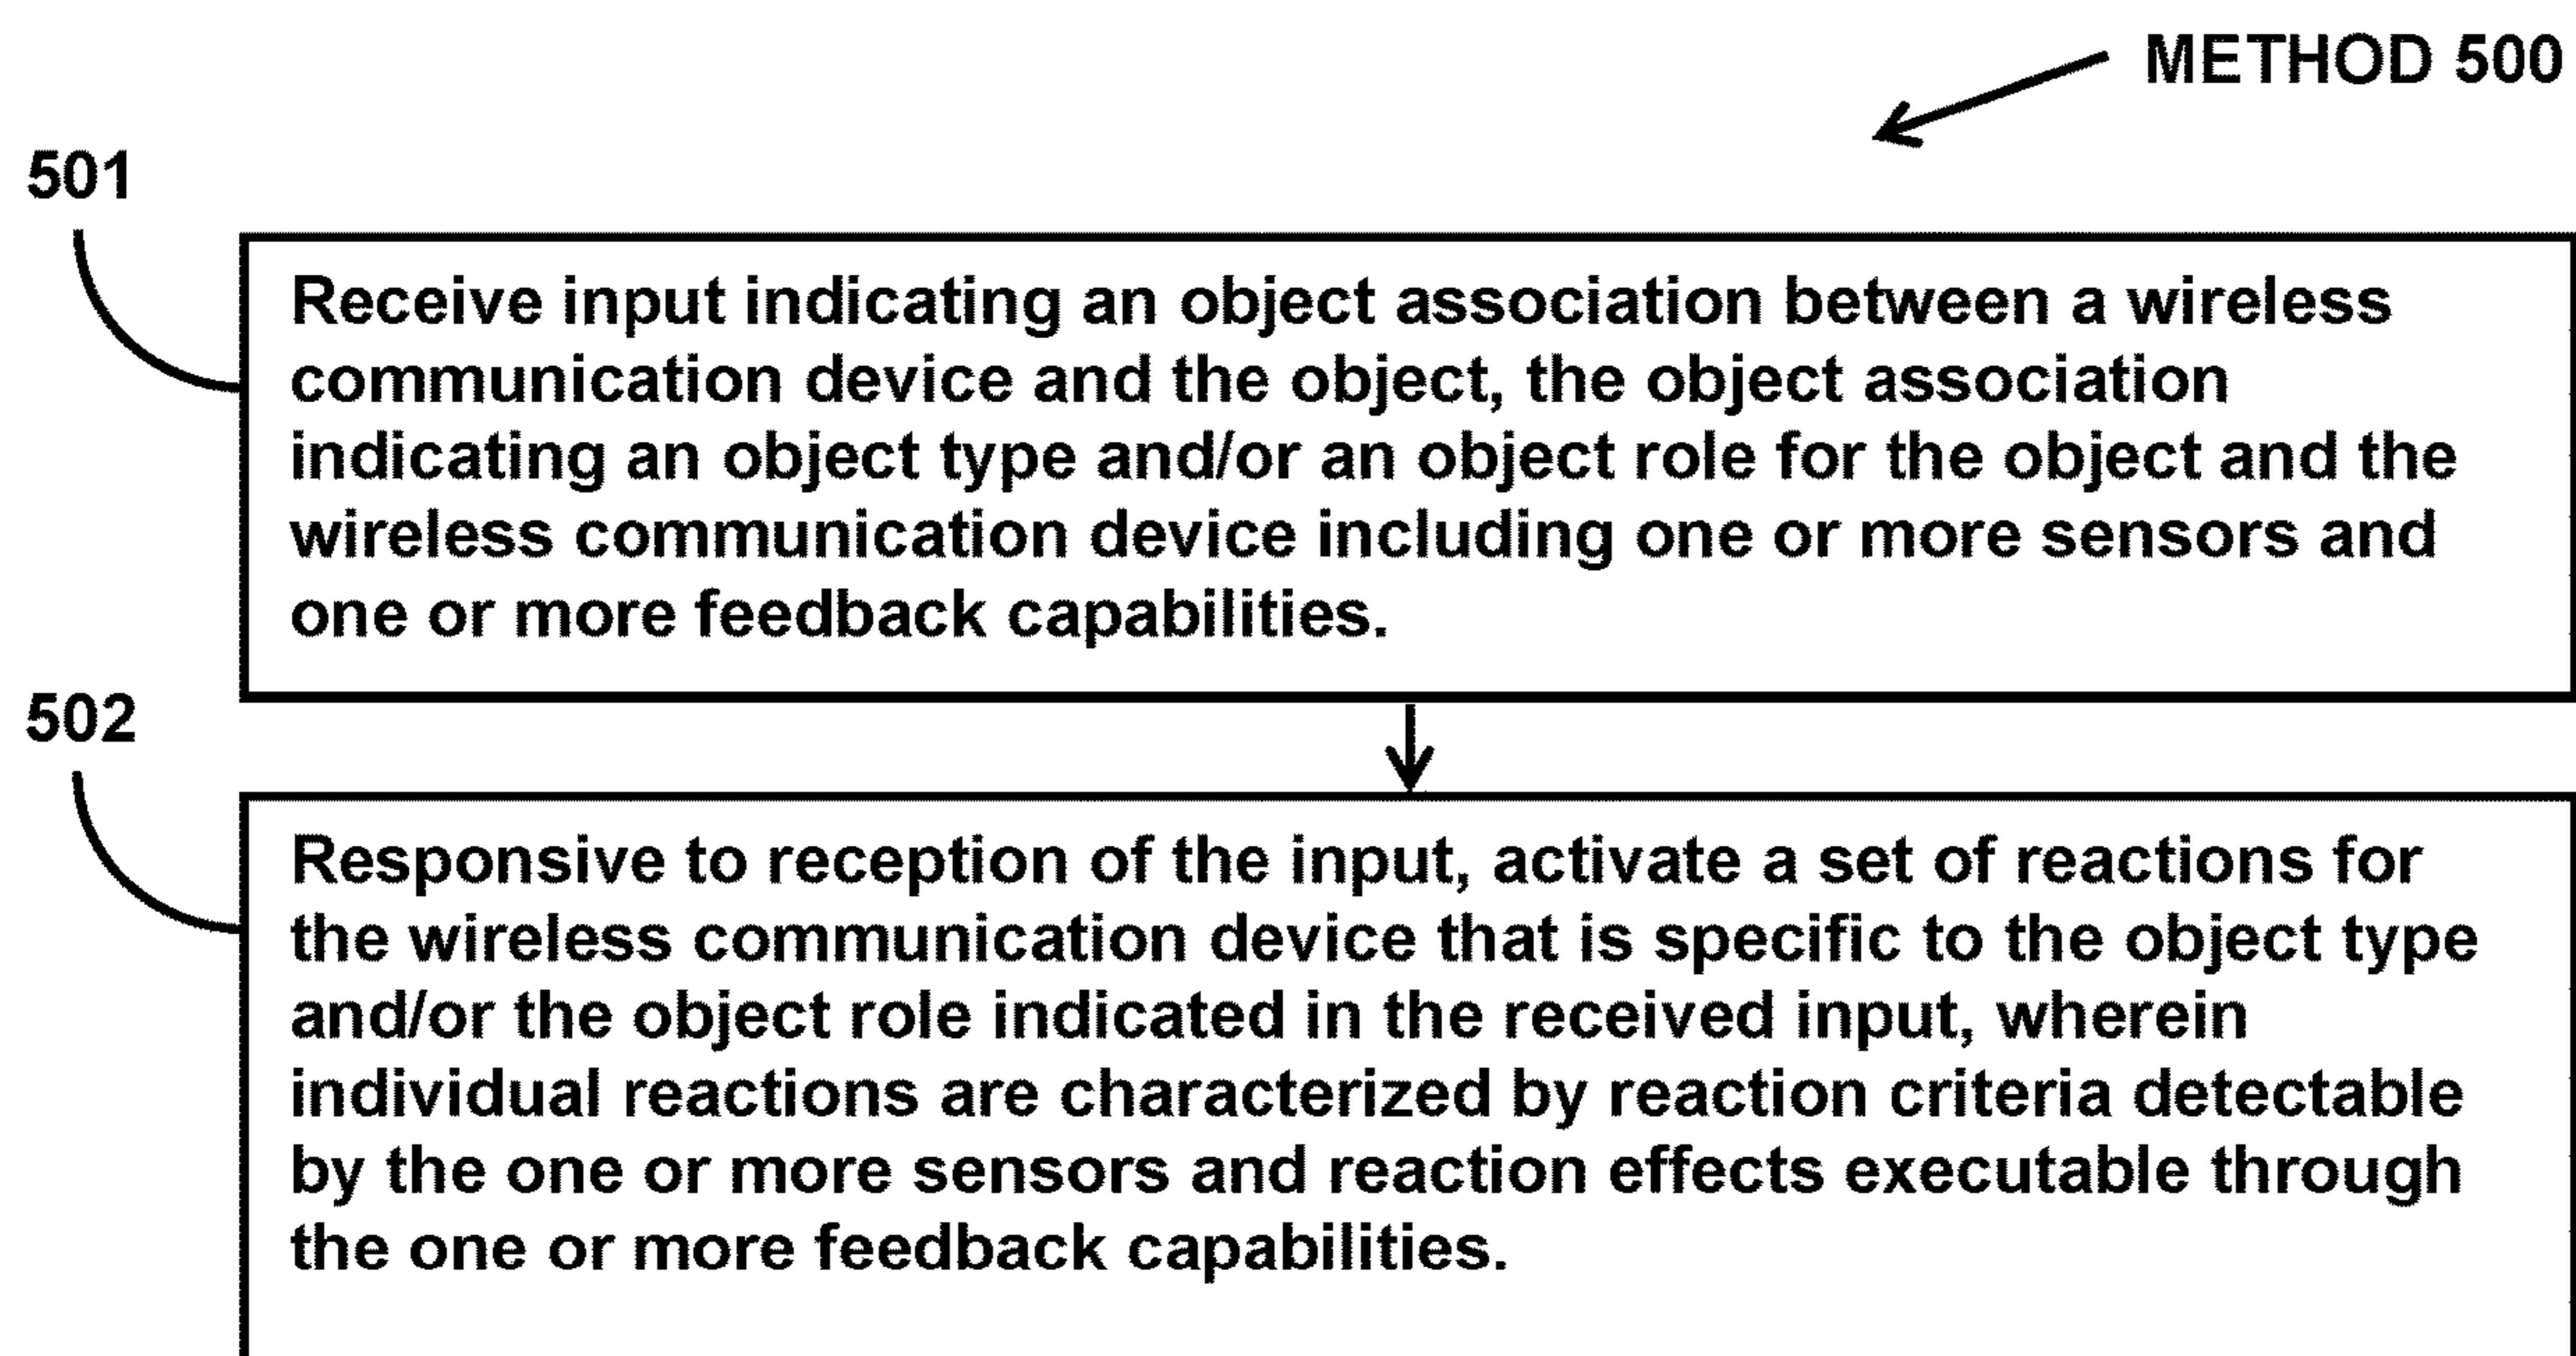 METHOD 500
501
Receive input indicating an object association between a wireless
communication device and the object, the object association
indicating an object type and/or an object role for the object and the
wireless communication device including one or more sensors and
one or more feedback capabilities.
502
Responsive to reception of the input, activate a set of reactions for
the wireless communication device that is specific to the object type
and/or the object role indicated in the received input, wherein
individual reactions are characterized by reaction criteria detectable
by the one or more sensors and reaction effects executable through
the one or more feedback capabilities.